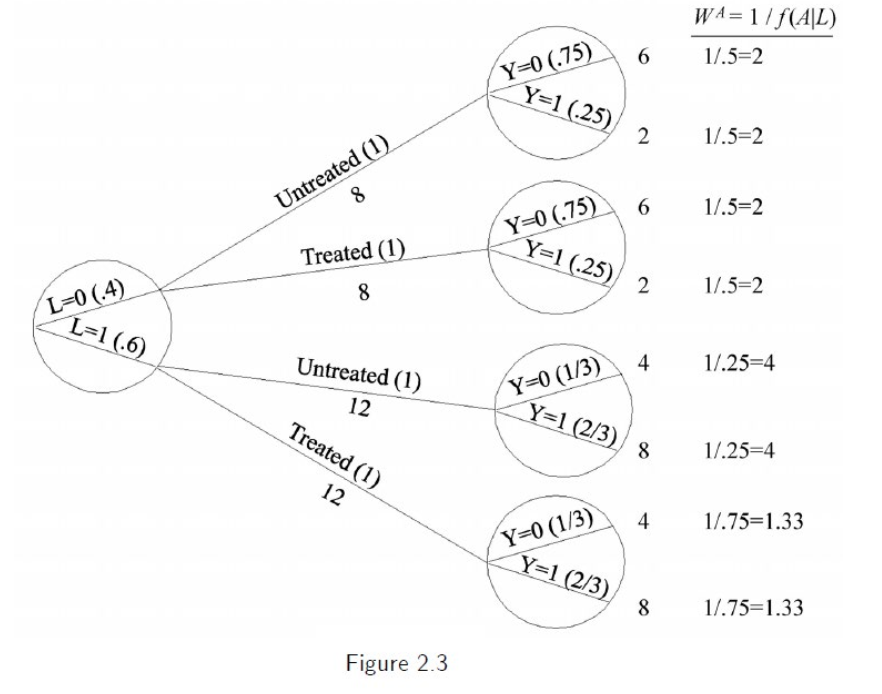 W^A = 1 / f(A|L)
Y=0 (.75) 6 1/.5=2
Y=1 (.25) 2 1/.5=2
Untreated (1)
8
Y=0 (.75) 6 1/.5=2
Y=1 (.25) 2 1/.5=2
Treated (1)
8
L=0 (.4)
L=1 (.6)
Untreated (1)
12
Y=0 (1/3) 4 1/.25=4
Y=1 (2/3) 8 1/.25=4
Treated (1)
12
Y=0 (1/3) 4 1/.75=1.33
Y=1 (2/3) 8 1/.75=1.33
Figure 2.3